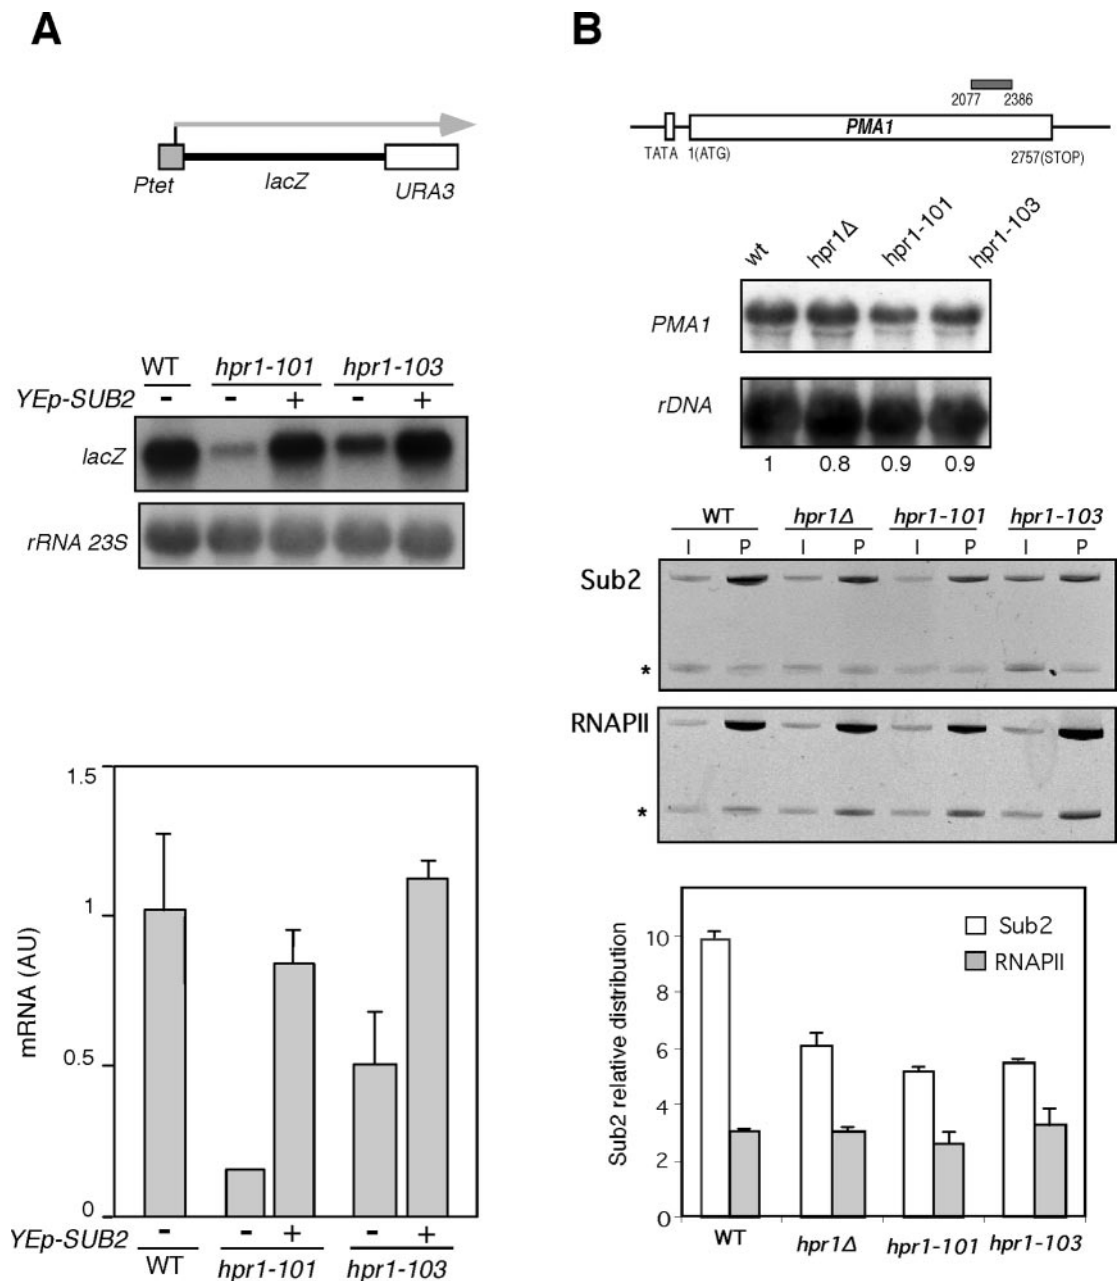 A
Ptet
lacZ
URA3
WT hpr1-101 hpr1-103
YEp-SUB2 - - + - +
lacZ
rRNA 23S
1.5
1
0.5
0
mRNA (AU)
YEp-SUB2 - - + - +
WT hpr1-101 hpr1-103
B
2077 2386
PMA1
TATA 1(ATG) 2757(STOP)
wt hpr1Δ hpr1-101 hpr1-103
PMA1
rDNA
1 0.8 0.9 0.9
WT hpr1Δ hpr1-101 hpr1-103
I P I P I P I P
Sub2
*
RNAPII
*
Sub2
RNAPII
10
8
6
4
2
0
Sub2 relative distribution
WT hpr1Δ hpr1-101 hpr1-103